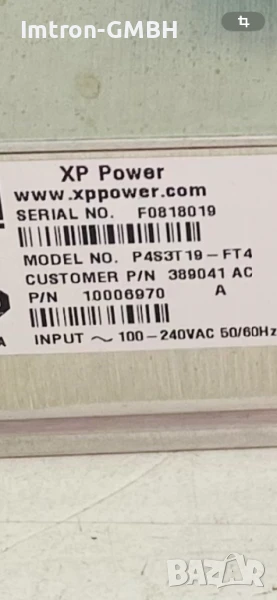 Imtron-GMBH
XP Power
www.xppower.com
SERIAL NO. F0818019
MODEL NO. P4S3T19-FT4
CUSTOMER P/N 389041 AC
P/N 10006970 A
A INPUT ~ 100-240VAC 50/60Hz
BAZAR